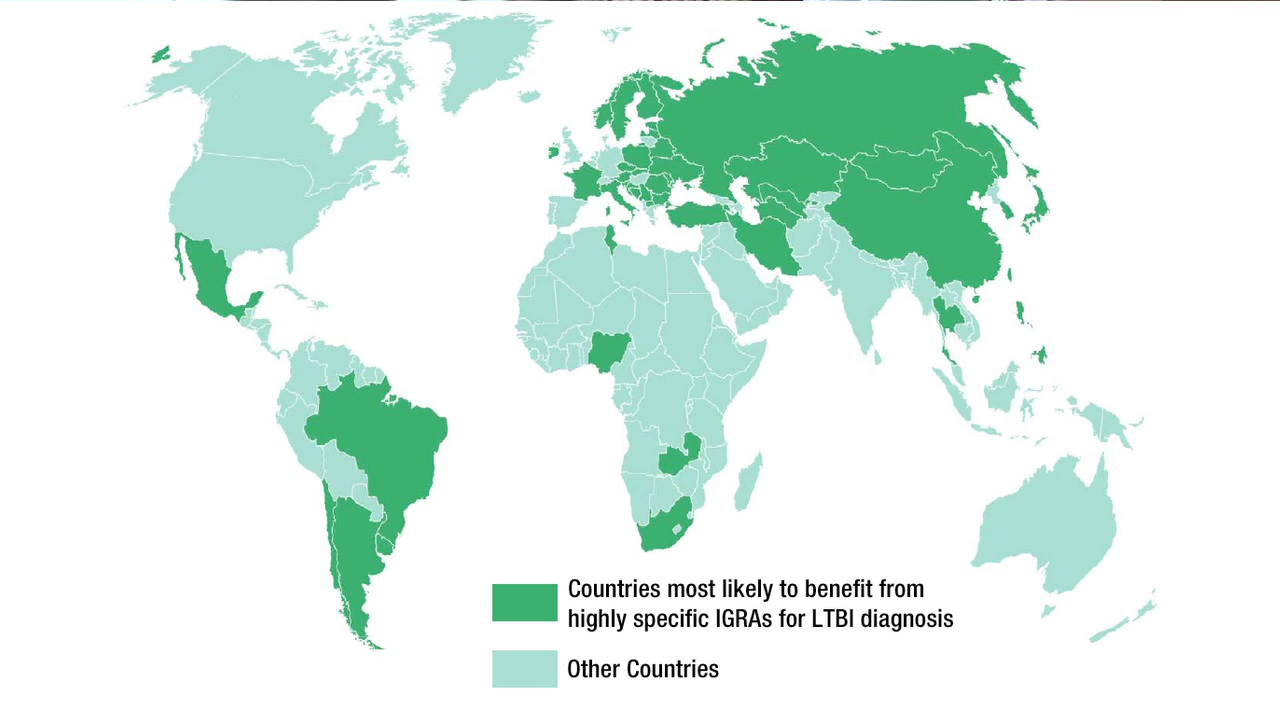 Countries most likely to benefit from
highly specific IGRAs for LTBI diagnosis
Other Countries